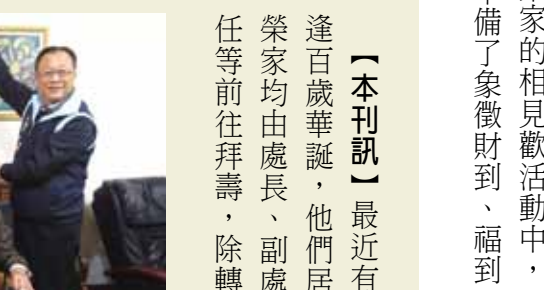 家的相見歡活動中，
備了象徵財到、福到
【本刊訊】最近有
逢百歲華誕，他們居
榮家均由處長、副處
任等前往拜壽，除轉